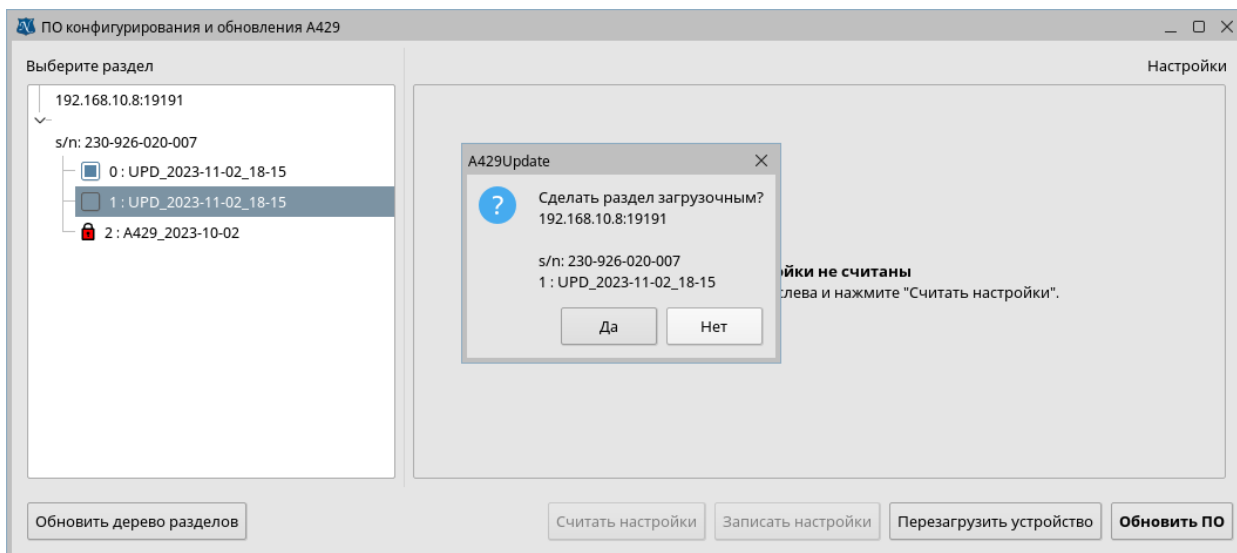 ПО конфигурирования и обновления A429
Выберите раздел
Настройки
192.168.10.8:19191
s/n: 230-926-020-007
0 : UPD_2023-11-02_18-15
1 : UPD_2023-11-02_18-15
2 : A429_2023-10-02
A429Update
Сделать раздел загрузочным?
192.168.10.8:19191
s/n: 230-926-020-007
1 : UPD_2023-11-02_18-15
Да
Нет
не считаны
и нажмите "Считать настройки".
Обновить дерево разделов
Считать настройки
Записать настройки
Перезагрузить устройство
Обновить ПО